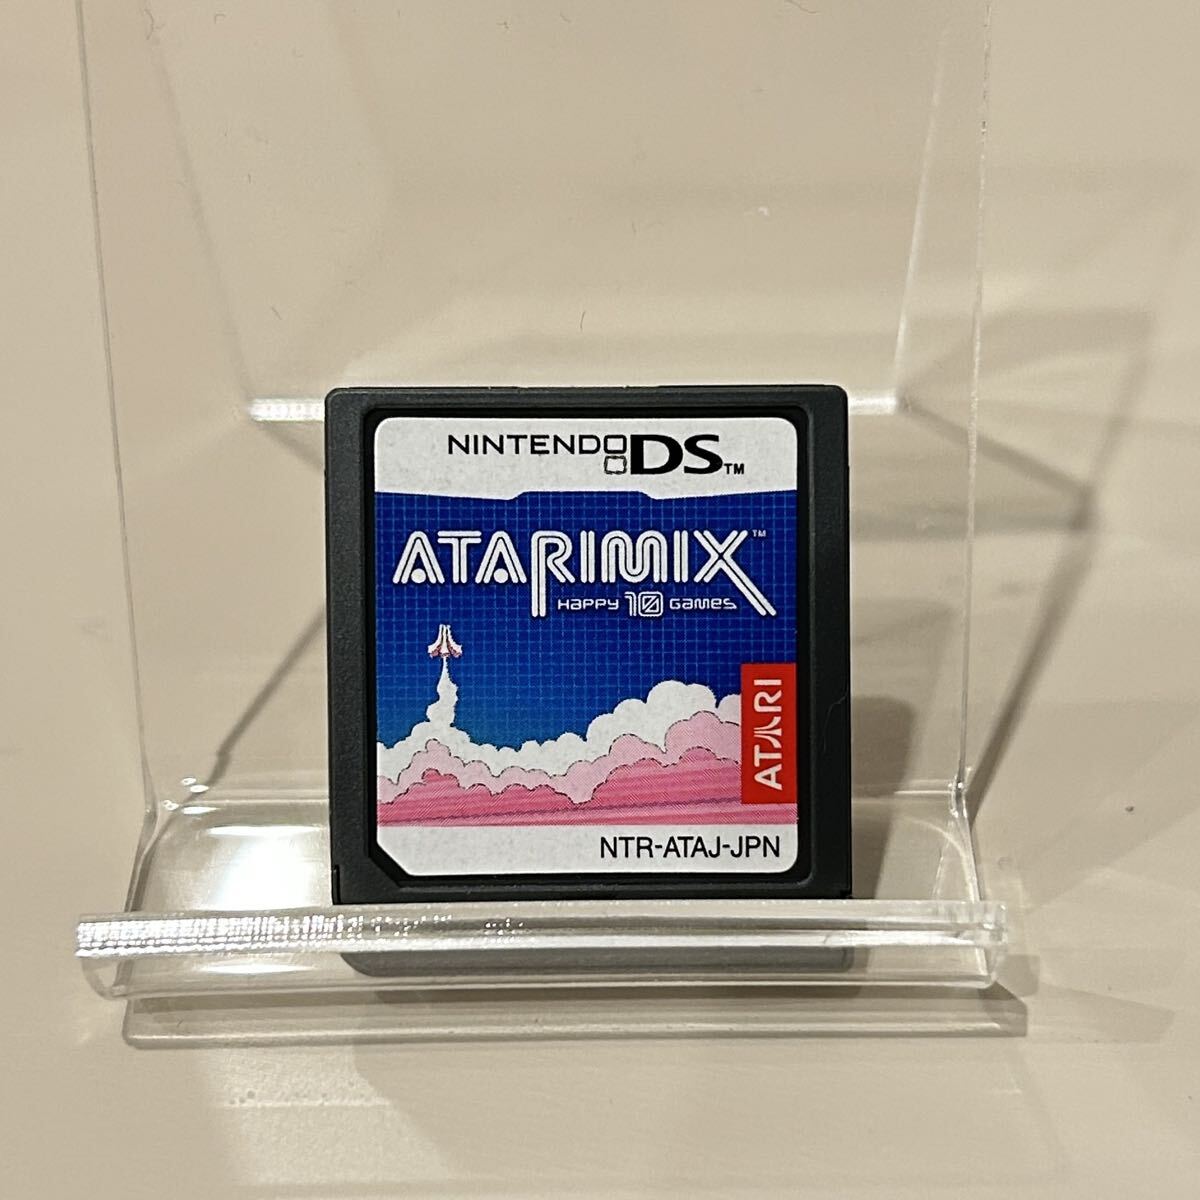 NINTENDO DS™
ATARIMIX™
HAPPY 10 GAMES
ATARI
NTR-ATAJ-JPN